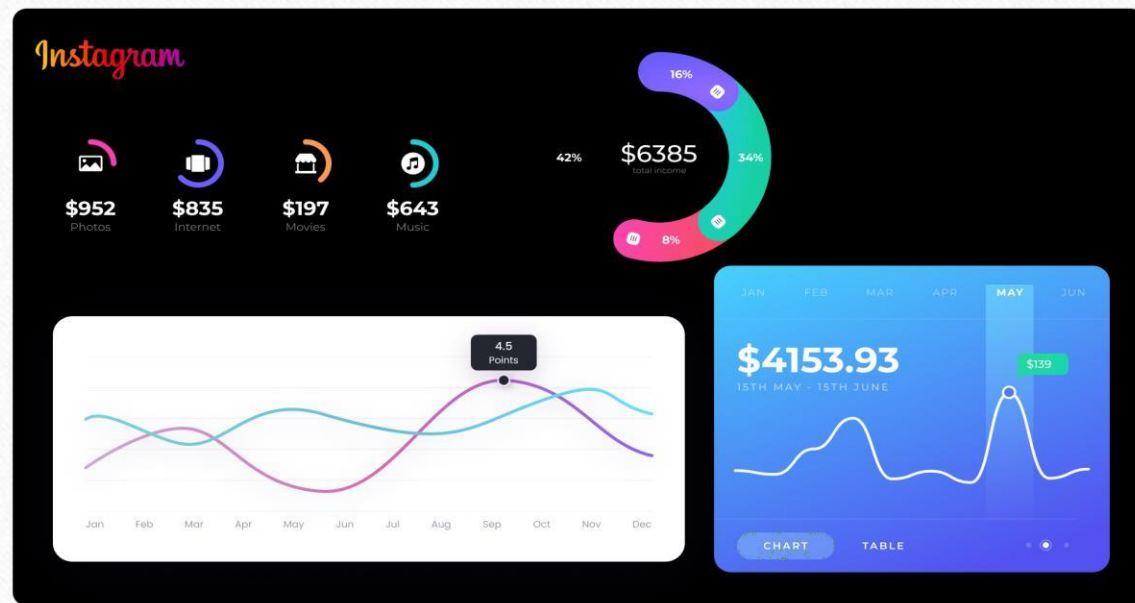 Instagram
$952
Photos
$835
Internet
$197
Movies
$643
Music
16%
42%
$6385
total income
34%
8%
4.5
Points
Jan Feb Mar Apr May Jun Jul Aug Sep Oct Nov Dec
JAN FEB MAR APR MAY JUN
$4153.93
15TH MAY - 15TH JUNE
$139
CHART TABLE